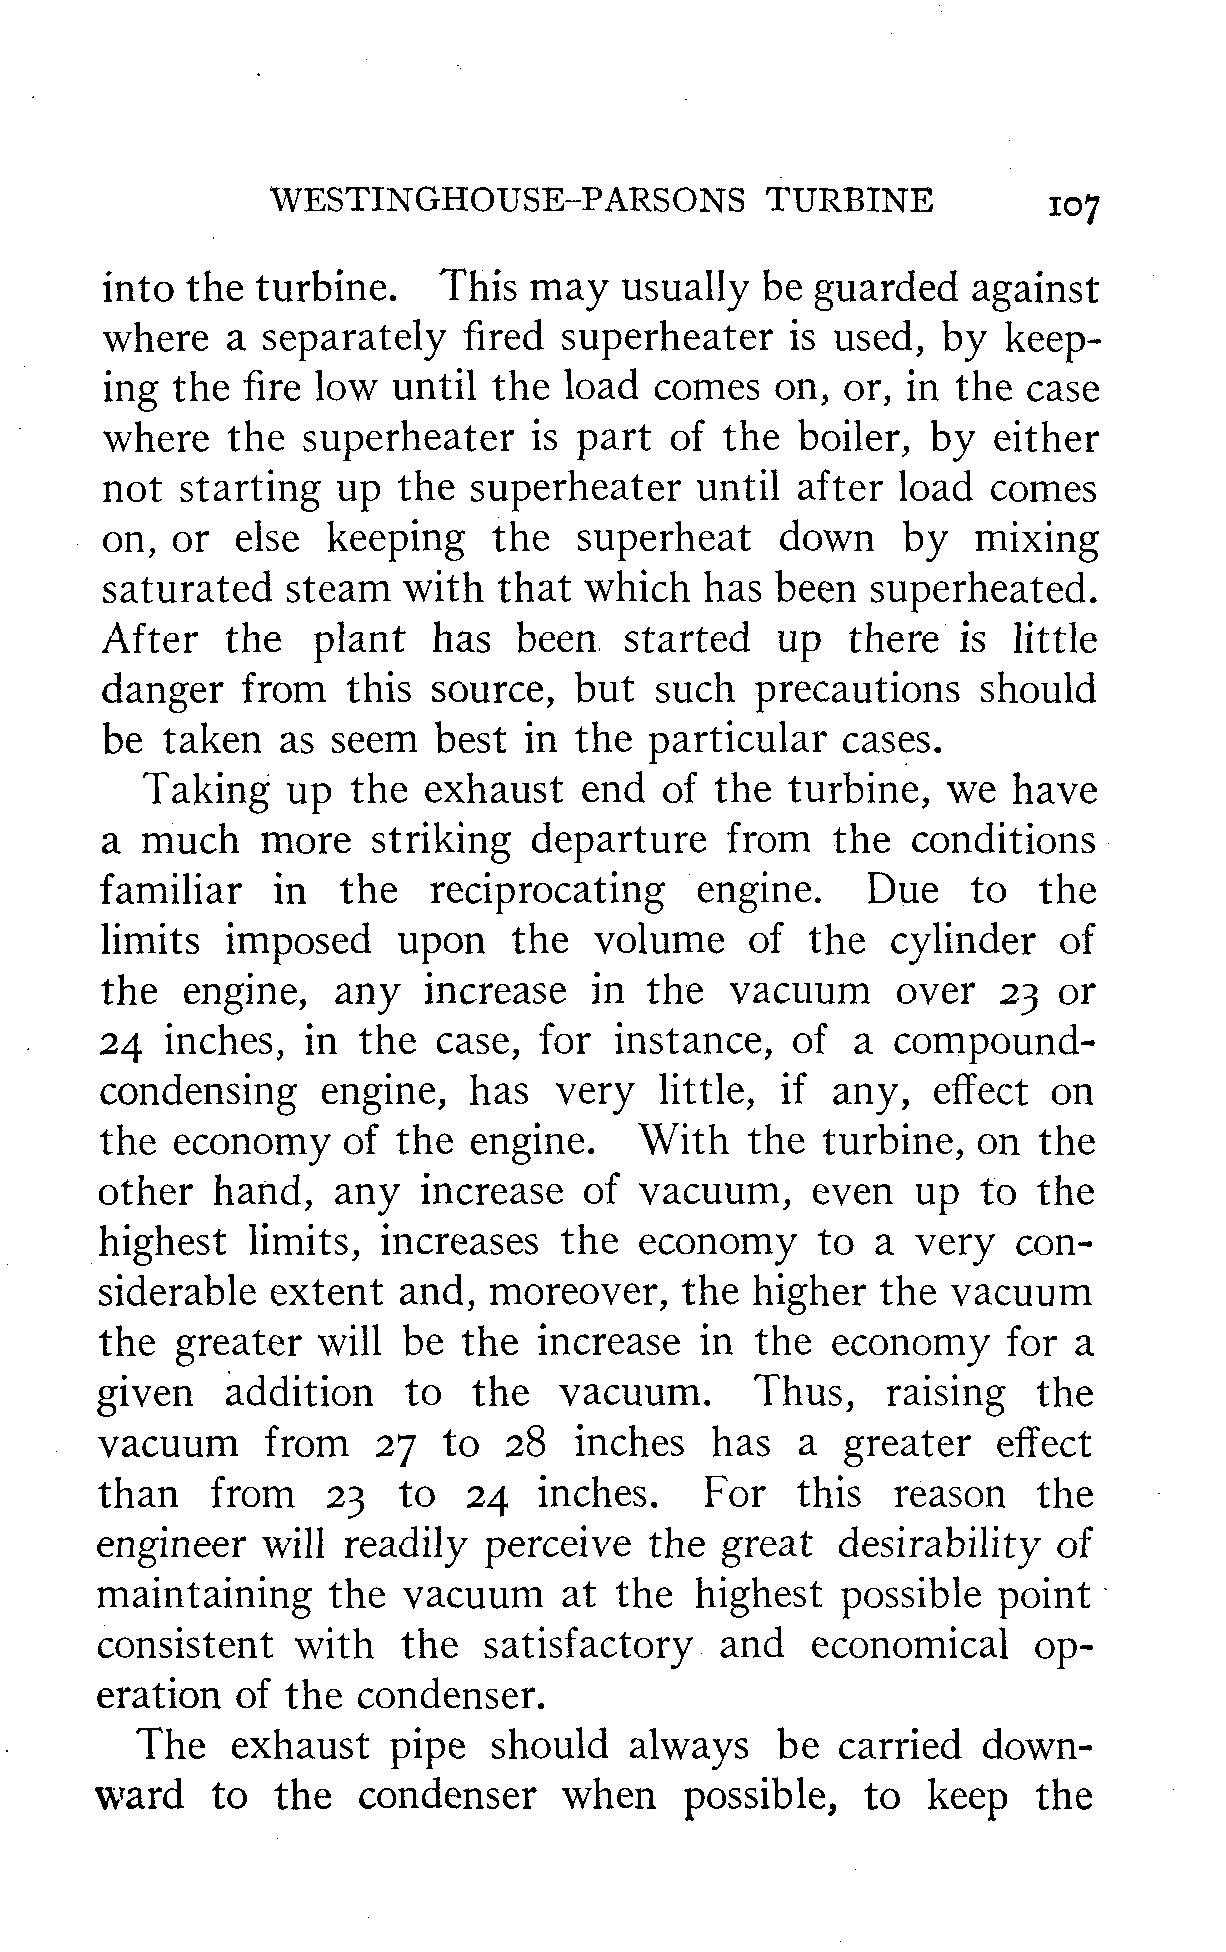 WESTINGHOUSE-PARSONS TURBINE 107
into the turbine. This may usually be guarded against
where a separately fired superheater is used, by keep-
ing the fire low until the load comes on, or, in the case
where the superheater is part of the boiler, by either
not starting up the superheater until after load comes
on, or else keeping the superheat down by mixing
saturated steam with that which has been superheated.
After the plant has been started up there is little
danger from this source, but such precautions should
be taken as seem best in the particular cases.
Taking up the exhaust end of the turbine, we have
a much more striking departure from the conditions
familiar in the reciprocating engine. Due to the
limits imposed upon the volume of the cylinder of
the engine, any increase in the vacuum over 23 or
24 inches, in the case, for instance, of a compound-
condensing engine, has very little, if any, effect on
the economy of the engine. With the turbine, on the
other hand, any increase of vacuum, even up to the
highest limits, increases the economy to a very con-
siderable extent and, moreover, the higher the vacuum
the greater will be the increase in the economy for a
given addition to the vacuum. Thus, raising the
vacuum from 27 to 28 inches has a greater effect
than from 23 to 24 inches. For this reason the
engineer will readily perceive the great desirability of
maintaining the vacuum at the highest possible point
consistent with the satisfactory and economical op-
eration of the condenser.
The exhaust pipe should always be carried down-
ward to the condenser when possible, to keep the